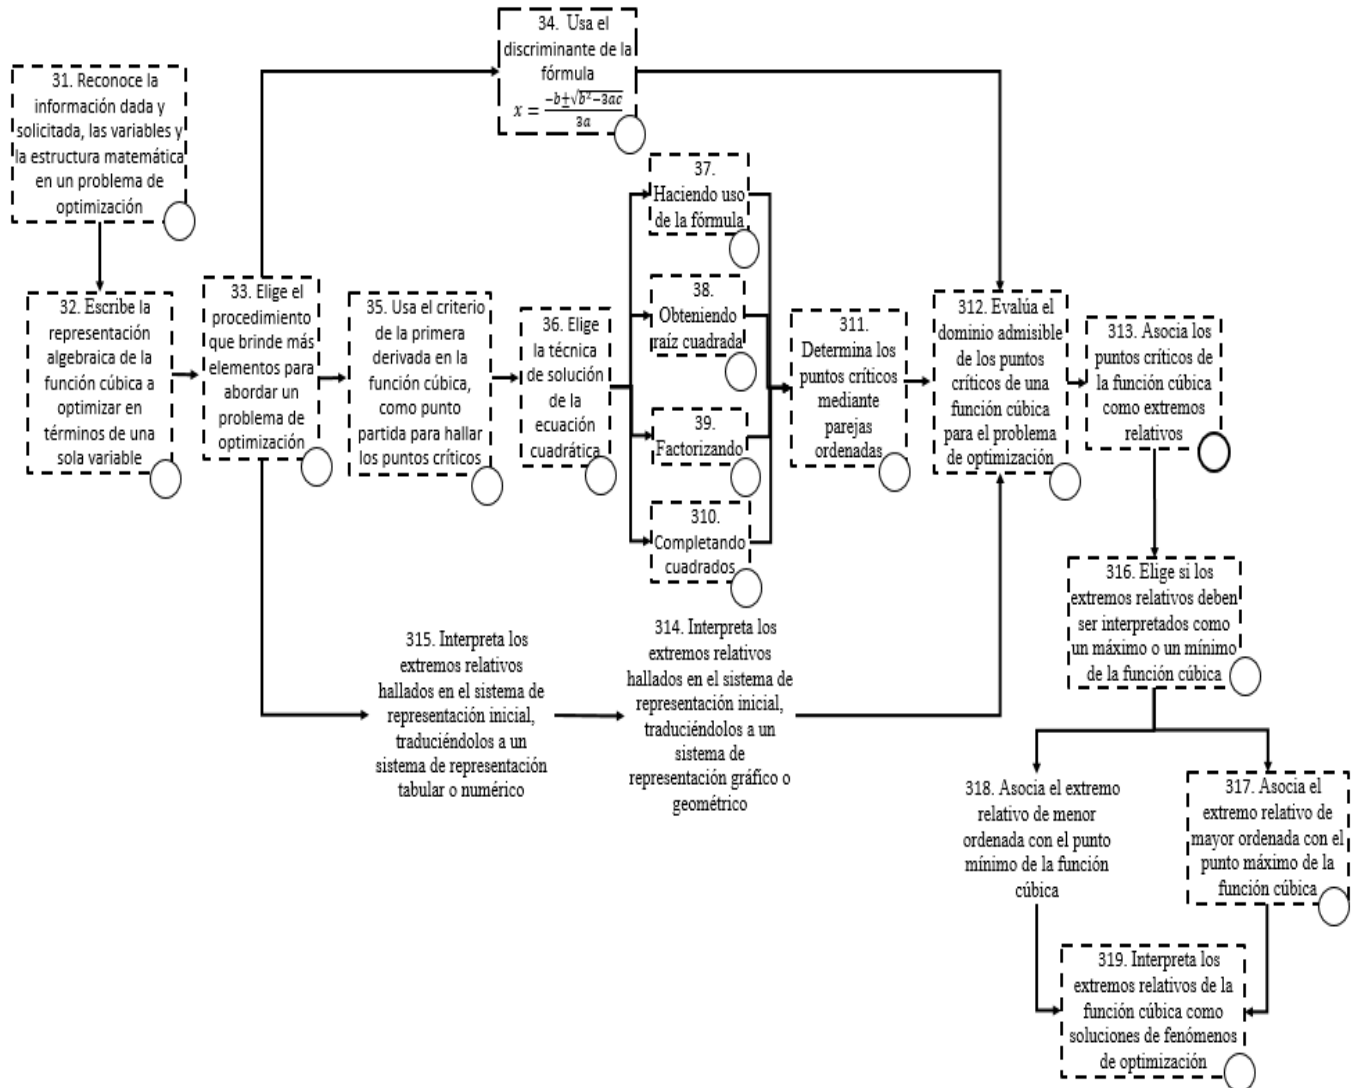 31. Reconoce la
información dada y
solicitada, las variables y
la estructura matemática
en un problema de
optimización
32. Escribe la
representación
algebraica de la
función cúbica a
optimizar en
términos de una
sola variable
33. Elige el
procedimiento
que brinde más
elementos para
abordar un
problema de
optimización
34. Usa el
discriminante de la
fórmula
x = \frac{-b±\sqrt{b²−3ac}}{3a}
35. Usa el criterio
de la primera
derivada en la
función cúbica,
como punto
partida para hallar
los puntos críticos
36. Elige
la técnica
de solución
de la
ecuación
cuadrática
37.
Haciendo uso
de la fórmula
38.
Obteniendo
raíz cuadrada
39.
Factorizando
310.
Completando
cuadrados
311.
Determina los
puntos críticos
mediante
parejas
ordenadas
312. Evalúa el
dominio admisible
de los puntos
críticos de una
función cúbica
para el problema
de optimización
313. Asocia los
puntos críticos de
la función cúbica
como extremos
relativos
315. Interpreta los
extremos relativos
hallados en el sistema de
representación inicial,
traduciéndolos a un
sistema de representación
tabular o numérico
314. Interpreta los
extremos relativos
hallados en el sistema de
representación inicial,
traduciéndolos a un
sistema de
representación gráfico o
geométrico
316. Elige si los
extremos relativos deben
ser interpretados como
un máximo o un mínimo
de la función cúbica
318. Asocia el extremo
relativo de menor
ordenada con el punto
mínimo de la función
cúbica
317. Asocia el
extremo relativo de
mayor ordenada con el
punto máximo de la
función cúbica
319. Interpreta los
extremos relativos de la
función cúbica como
soluciones de fenómenos
de optimización